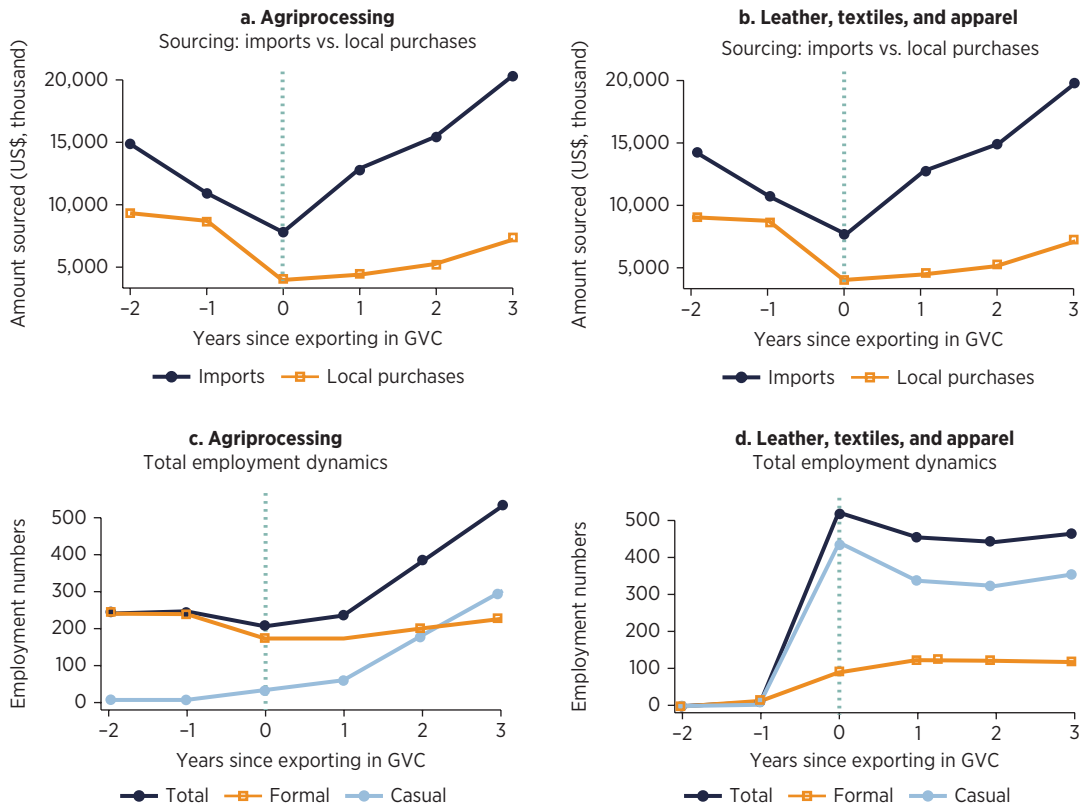 a. Agriprocessing
Sourcing: imports vs. local purchases
Amount sourced (US$, thousand)
20,000
15,000
10,000
5,000
–2
–1
0
1
2
3
Years since exporting in GVC
Imports
Local purchases
b. Leather, textiles, and apparel
Sourcing: imports vs. local purchases
Amount sourced (US$, thousand)
20,000
15,000
10,000
5,000
–2
–1
0
1
2
3
Years since exporting in GVC
Imports
Local purchases
c. Agriprocessing
Total employment dynamics
Employment numbers
500
400
300
200
100
0
–2
–1
0
1
2
3
Years since exporting in GVC
Total
Formal
Casual
d. Leather, textiles, and apparel
Total employment dynamics
Employment numbers
500
400
300
200
100
0
–2
–1
0
1
2
3
Years since exporting in GVC
Total
Formal
Casual